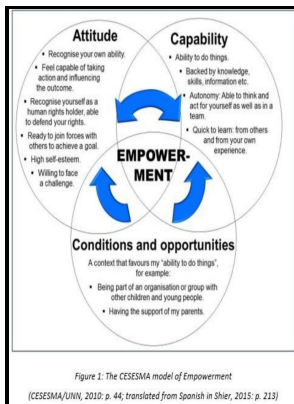 Attitude
• Recognise your own ability.
• Feel capable of taking
action and influencing
the outcome.
• Recognise yourself as a
human rights holder, able
to defend your rights.
• Ready to join forces with
others to achieve a goal.
• High self-esteem.
• Willing to face
a challenge.
Capability
• Ability to do things.
• Backed by knowledge,
skills, information etc.
• Autonomy: Able to think and
act for yourself as well as in a
team.
• Quick to learn: from others
and from your own
experience.
EMPOWER-
MENT
Conditions and opportunities
A context that favours my "ability to do things",
for example:
• Being part of an organisation or group with
other children and young people.
• Having the support of my parents.
Figure 1: The CESESMA model of Empowerment
(CESESMA/UNN, 2010: p. 44; translated from Spanish in Shier, 2015: p. 213)